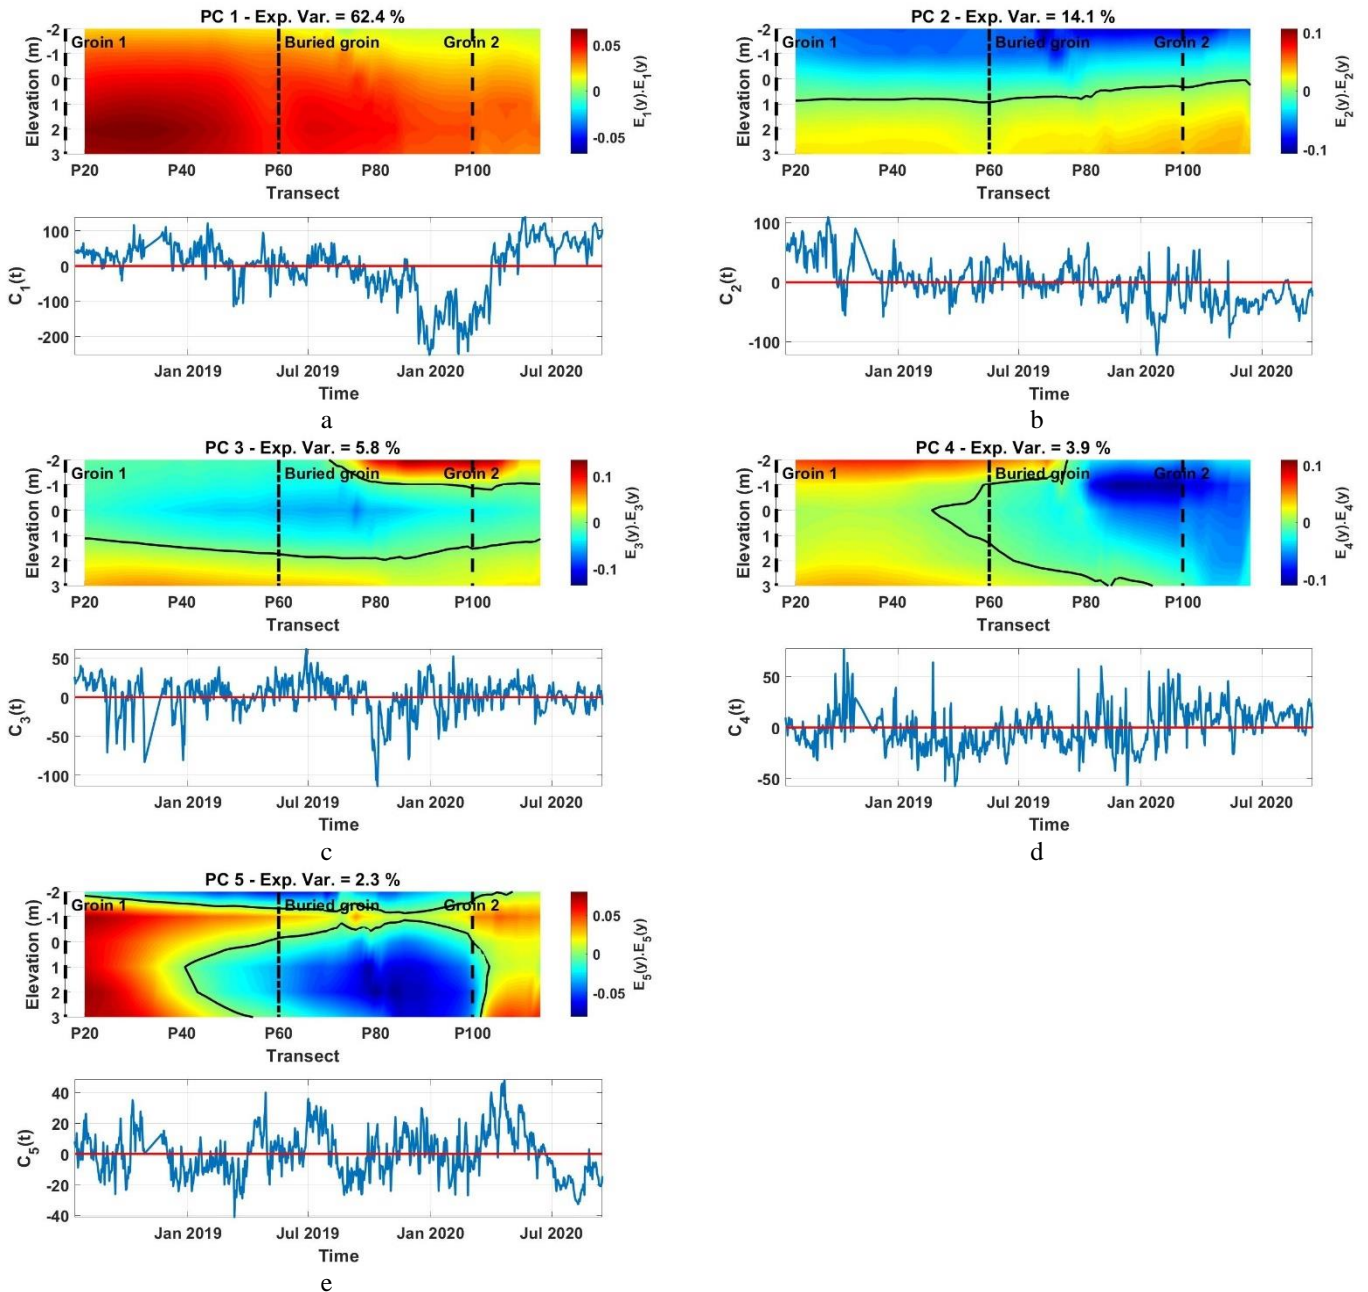 PC 1 - Exp. Var. = 62.4 %
Groin 1 Buried groin Groin 2
Elevation (m)
-2
-1
0
1
2
3
P20 P40 P60 P80 P100
Transect
0.05
0
-0.05
E1(y).E1(y)
C1(t)
100
0
-100
-200
Jan 2019 Jul 2019 Jan 2020 Jul 2020
Time
a
PC 2 - Exp. Var. = 14.1 %
Groin 1 Buried groin Groin 2
Elevation (m)
-2
-1
0
1
2
3
P20 P40 P60 P80 P100
Transect
0.1
0
-0.1
E2(y).E2(y)
C2(t)
100
0
-100
Jan 2019 Jul 2019 Jan 2020 Jul 2020
Time
b
PC 3 - Exp. Var. = 5.8 %
Groin 1 Buried groin Groin 2
Elevation (m)
-2
-1
0
1
2
3
P20 P40 P60 P80 P100
Transect
0.1
0
-0.1
E3(y).E3(y)
C3(t)
50
0
-50
-100
Jan 2019 Jul 2019 Jan 2020 Jul 2020
Time
c
PC 4 - Exp. Var. = 3.9 %
Groin 1 Buried groin Groin 2
Elevation (m)
-2
-1
0
1
2
3
P20 P40 P60 P80 P100
Transect
0.1
0
-0.1
E4(y).E4(y)
C4(t)
50
0
-50
Jan 2019 Jul 2019 Jan 2020 Jul 2020
Time
d
PC 5 - Exp. Var. = 2.3 %
Groin 1 Buried groin Groin 2
Elevation (m)
-2
-1
0
1
2
3
P20 P40 P60 P80 P100
Transect
0.05
0
-0.05
E5(y).E5(y)
C5(t)
40
20
0
-20
-40
Jan 2019 Jul 2019 Jan 2020 Jul 2020
Time
e